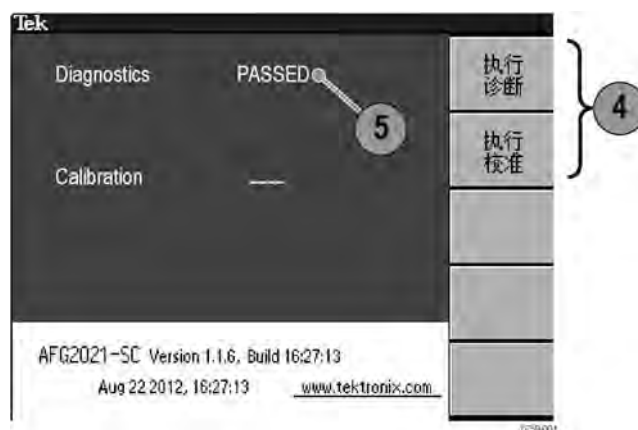 Tek
Diagnostics PASSED
执行
诊断
4
5
执行
校准
Calibration ___
AFG2021-SC Version 1.1.6, Build 16:27:13
Aug 22 2012, 16:27:13 www.tektronix.com